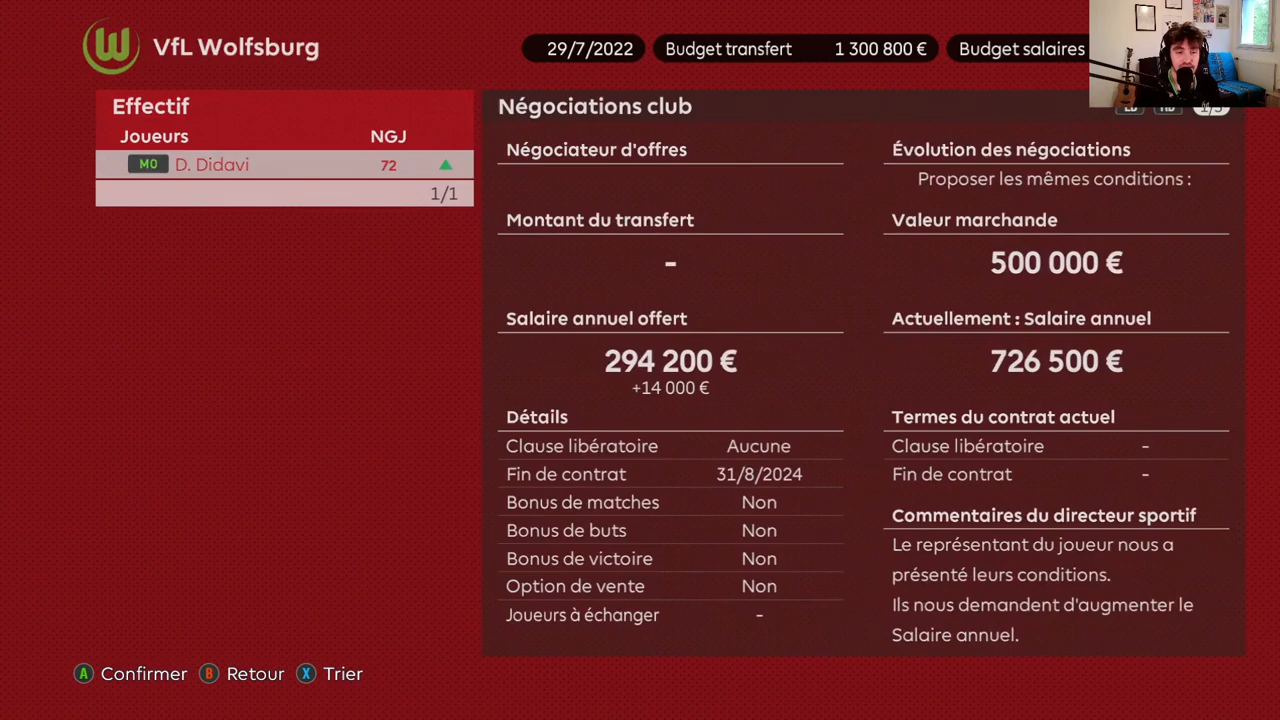 VfL Wolfsburg
29/7/2022
Budget transfert 1 300 800 €
Budget salaires
Effectif
Joueurs NGJ
MO D. Didavi 72
1/1
Négociations club
1/3
Négociateur d'offres
Évolution des négociations
Proposer les mêmes conditions :
Montant du transfert
-
Valeur marchande
500 000 €
Salaire annuel offert
294 200 €
+14 000 €
Actuellement : Salaire annuel
726 500 €
Détails
Clause libératoire Aucune
Fin de contrat 31/8/2024
Bonus de matches Non
Bonus de buts Non
Bonus de victoire Non
Option de vente Non
Joueurs à échanger -
Termes du contrat actuel
Clause libératoire -
Fin de contrat -
Commentaires du directeur sportif
Le représentant du joueur nous a
présenté leurs conditions.
Ils nous demandent d'augmenter le
Salaire annuel.
A Confirmer B Retour X Trier